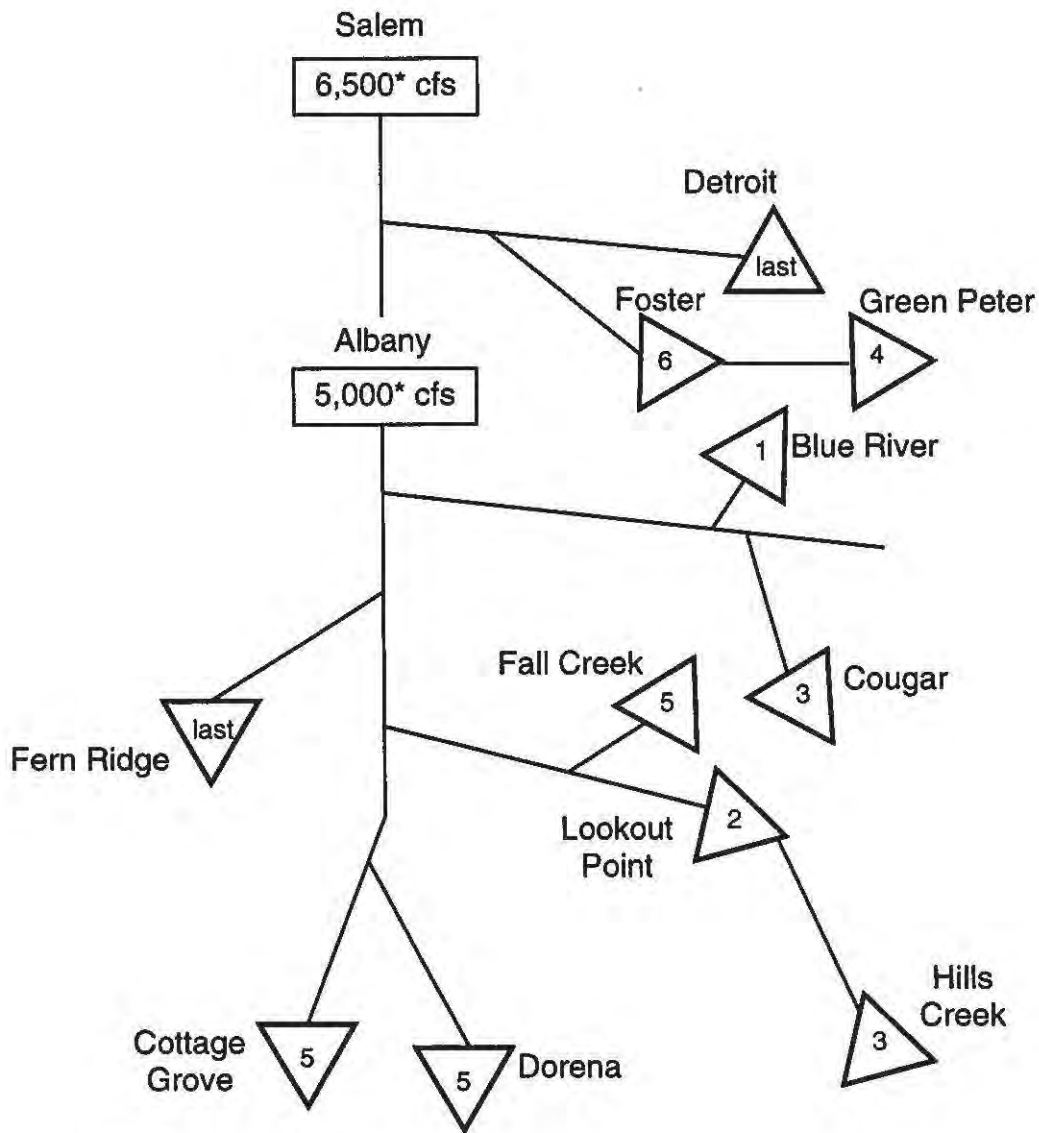 Salem
6,500* cfs
Detroit
last
Foster
6
Green Peter
4
Albany
5,000* cfs
1
Blue River
Fall Creek
5
3
Cougar
last
Fern Ridge
Lookout
Point
2
Hills
Creek
3
Cottage
Grove
5
5
Dorena